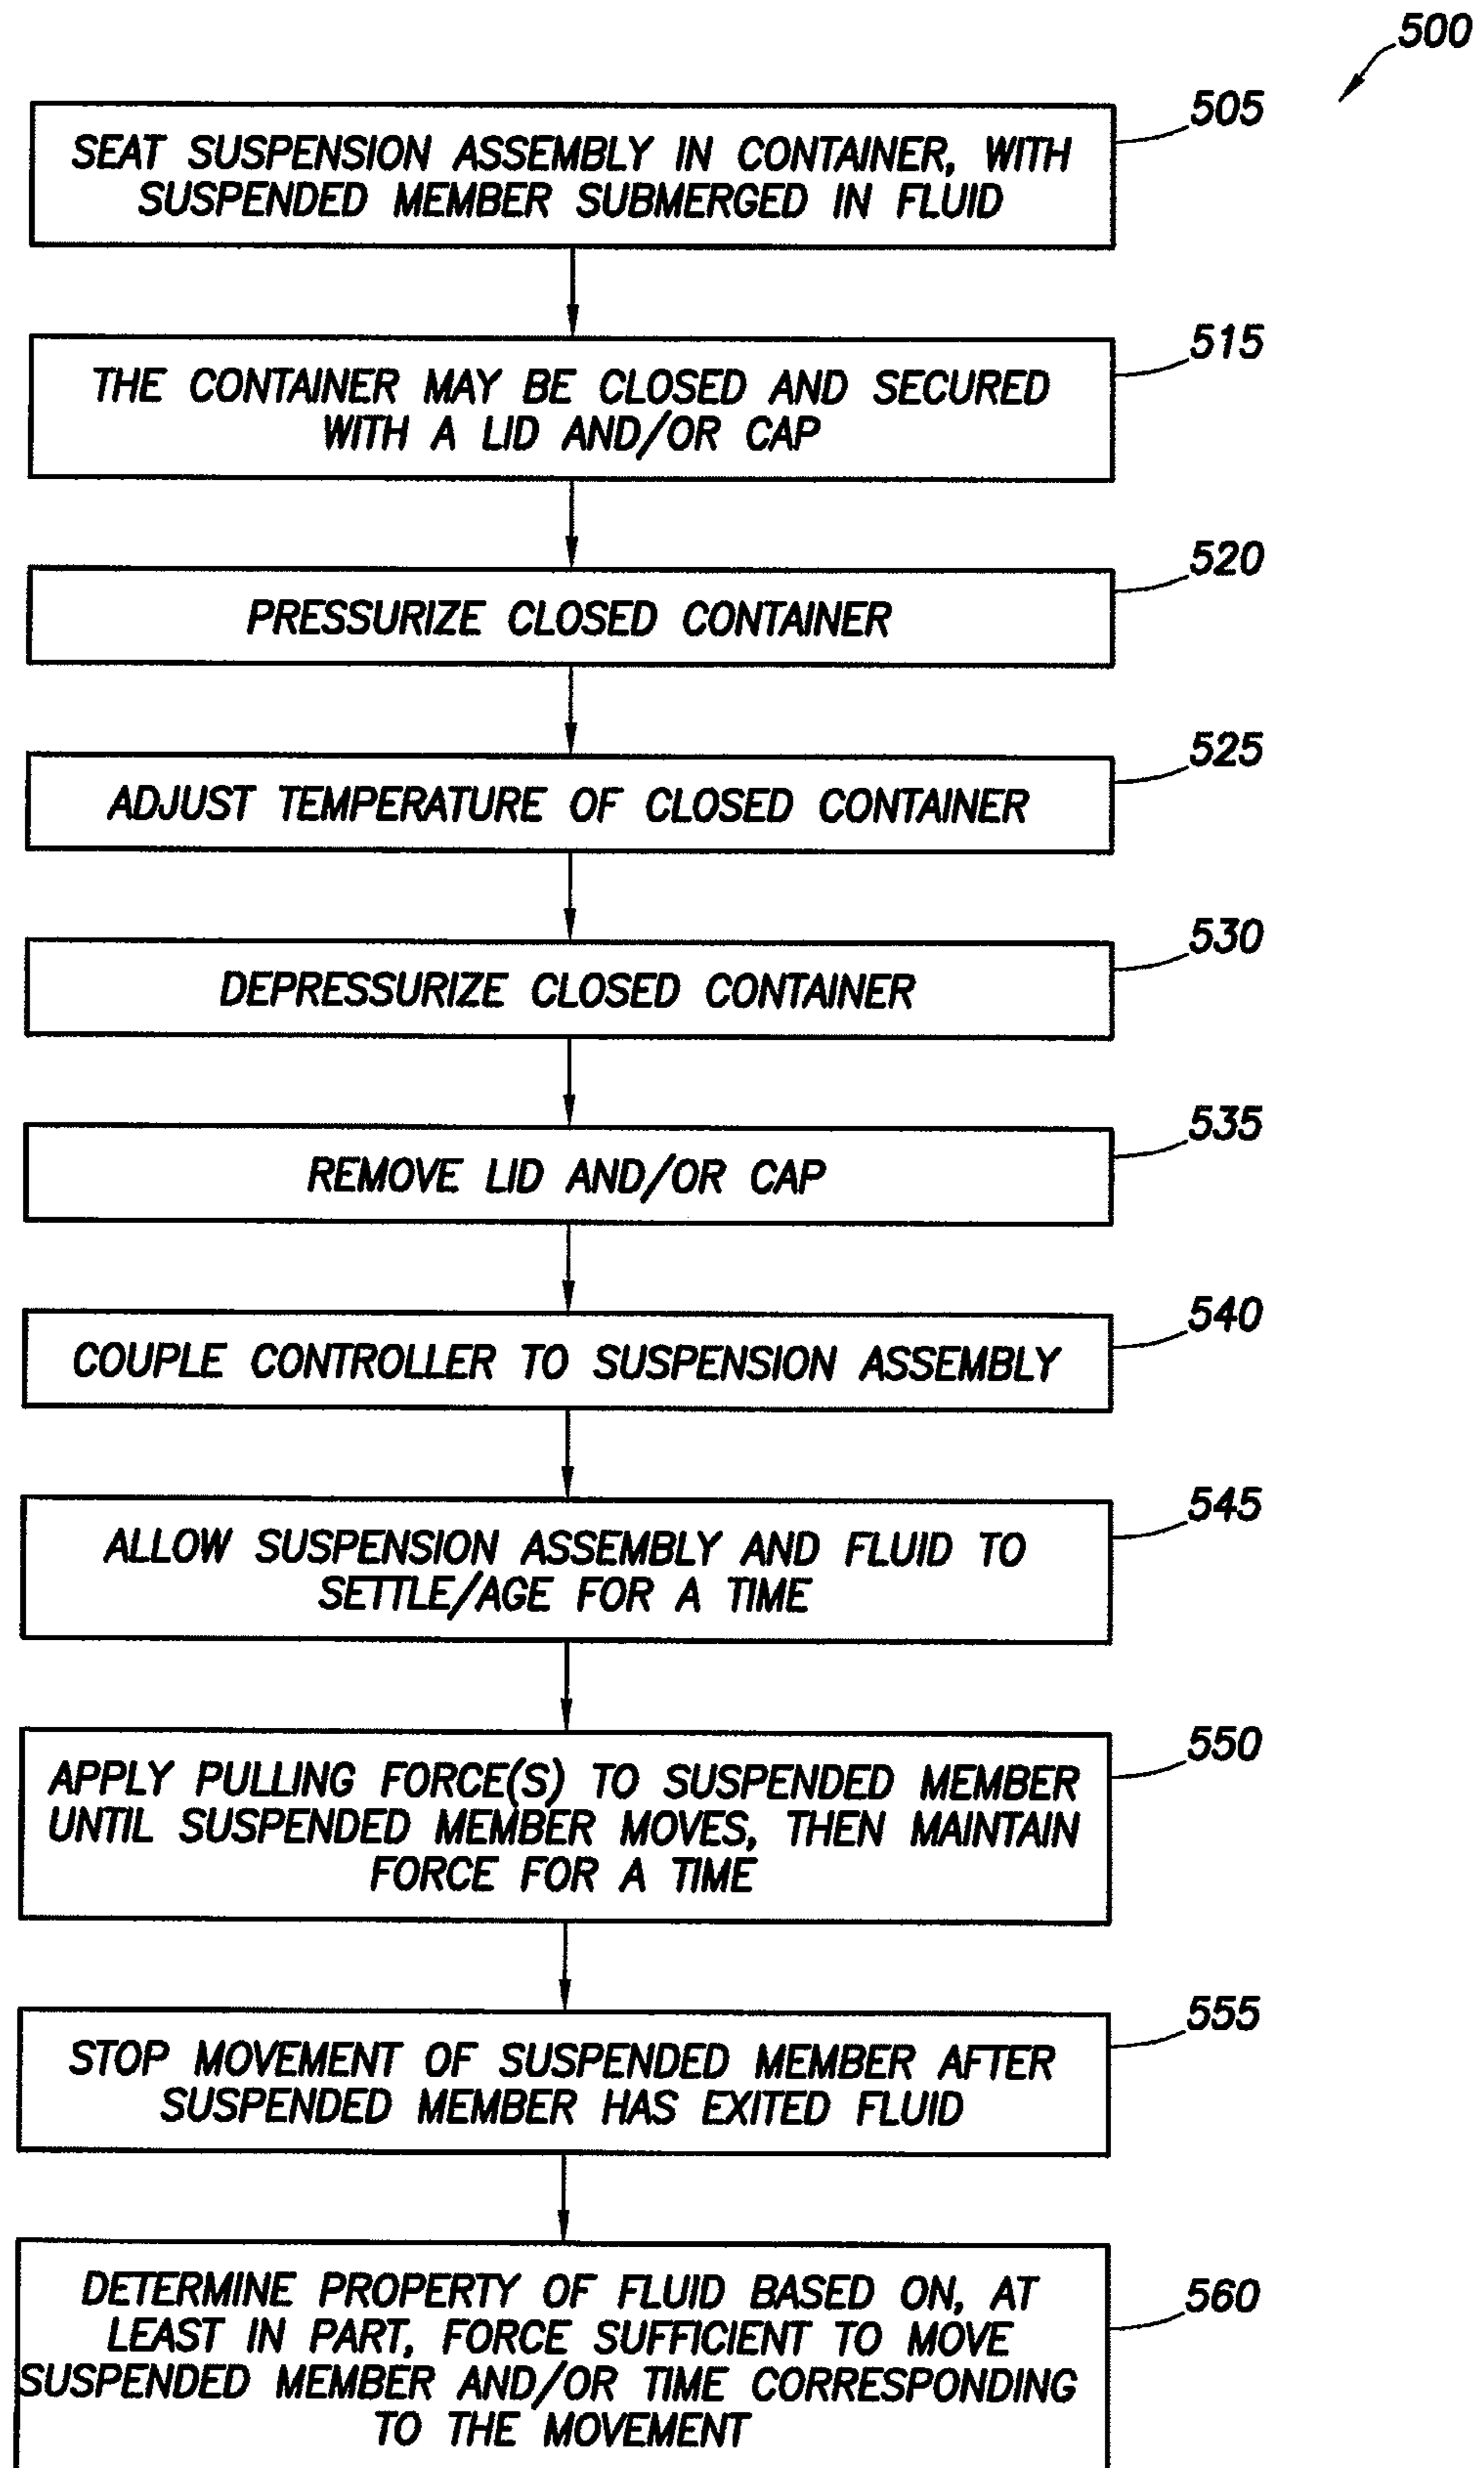 500
505
SEAT SUSPENSION ASSEMBLY IN CONTAINER, WITH
SUSPENDED MEMBER SUBMERGED IN FLUID
515
THE CONTAINER MAY BE CLOSED AND SECURED
WITH A LID AND/OR CAP
520
PRESSURIZE CLOSED CONTAINER
525
ADJUST TEMPERATURE OF CLOSED CONTAINER
530
DEPRESSURIZE CLOSED CONTAINER
535
REMOVE LID AND/OR CAP
540
COUPLE CONTROLLER TO SUSPENSION ASSEMBLY
545
ALLOW SUSPENSION ASSEMBLY AND FLUID TO
SETTLE/AGE FOR A TIME
550
APPLY PULLING FORCE(S) TO SUSPENDED MEMBER
UNTIL SUSPENDED MEMBER MOVES, THEN MAINTAIN
FORCE FOR A TIME
555
STOP MOVEMENT OF SUSPENDED MEMBER AFTER
SUSPENDED MEMBER HAS EXITED FLUID
560
DETERMINE PROPERTY OF FLUID BASED ON, AT
LEAST IN PART, FORCE SUFFICIENT TO MOVE
SUSPENDED MEMBER AND/OR TIME CORRESPONDING
TO THE MOVEMENT